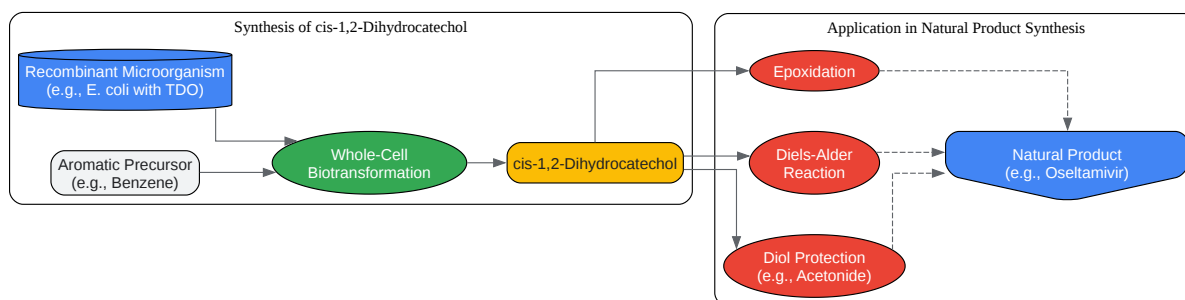 Synthesis of cis-1,2-Dihydrocatechol
Recombinant Microorganism
(e.g., E. coli with TDO)
Aromatic Precursor
(e.g., Benzene)
Whole-Cell
Biotransformation
cis-1,2-Dihydrocatechol
Application in Natural Product Synthesis
Epoxidation
Diels-Alder
Reaction
Diol Protection
(e.g., Acetonide)
Natural Product
(e.g., Oseltamivir)